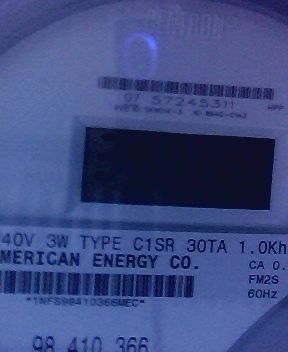 CENTRON
07 57245311
40V 3W TYPE C1SR 30TA 1.0Kh
MERICAN ENERGY CO.
CA 0.
FM2S
60Hz
*1NFS98410366MEC*
98 410 366